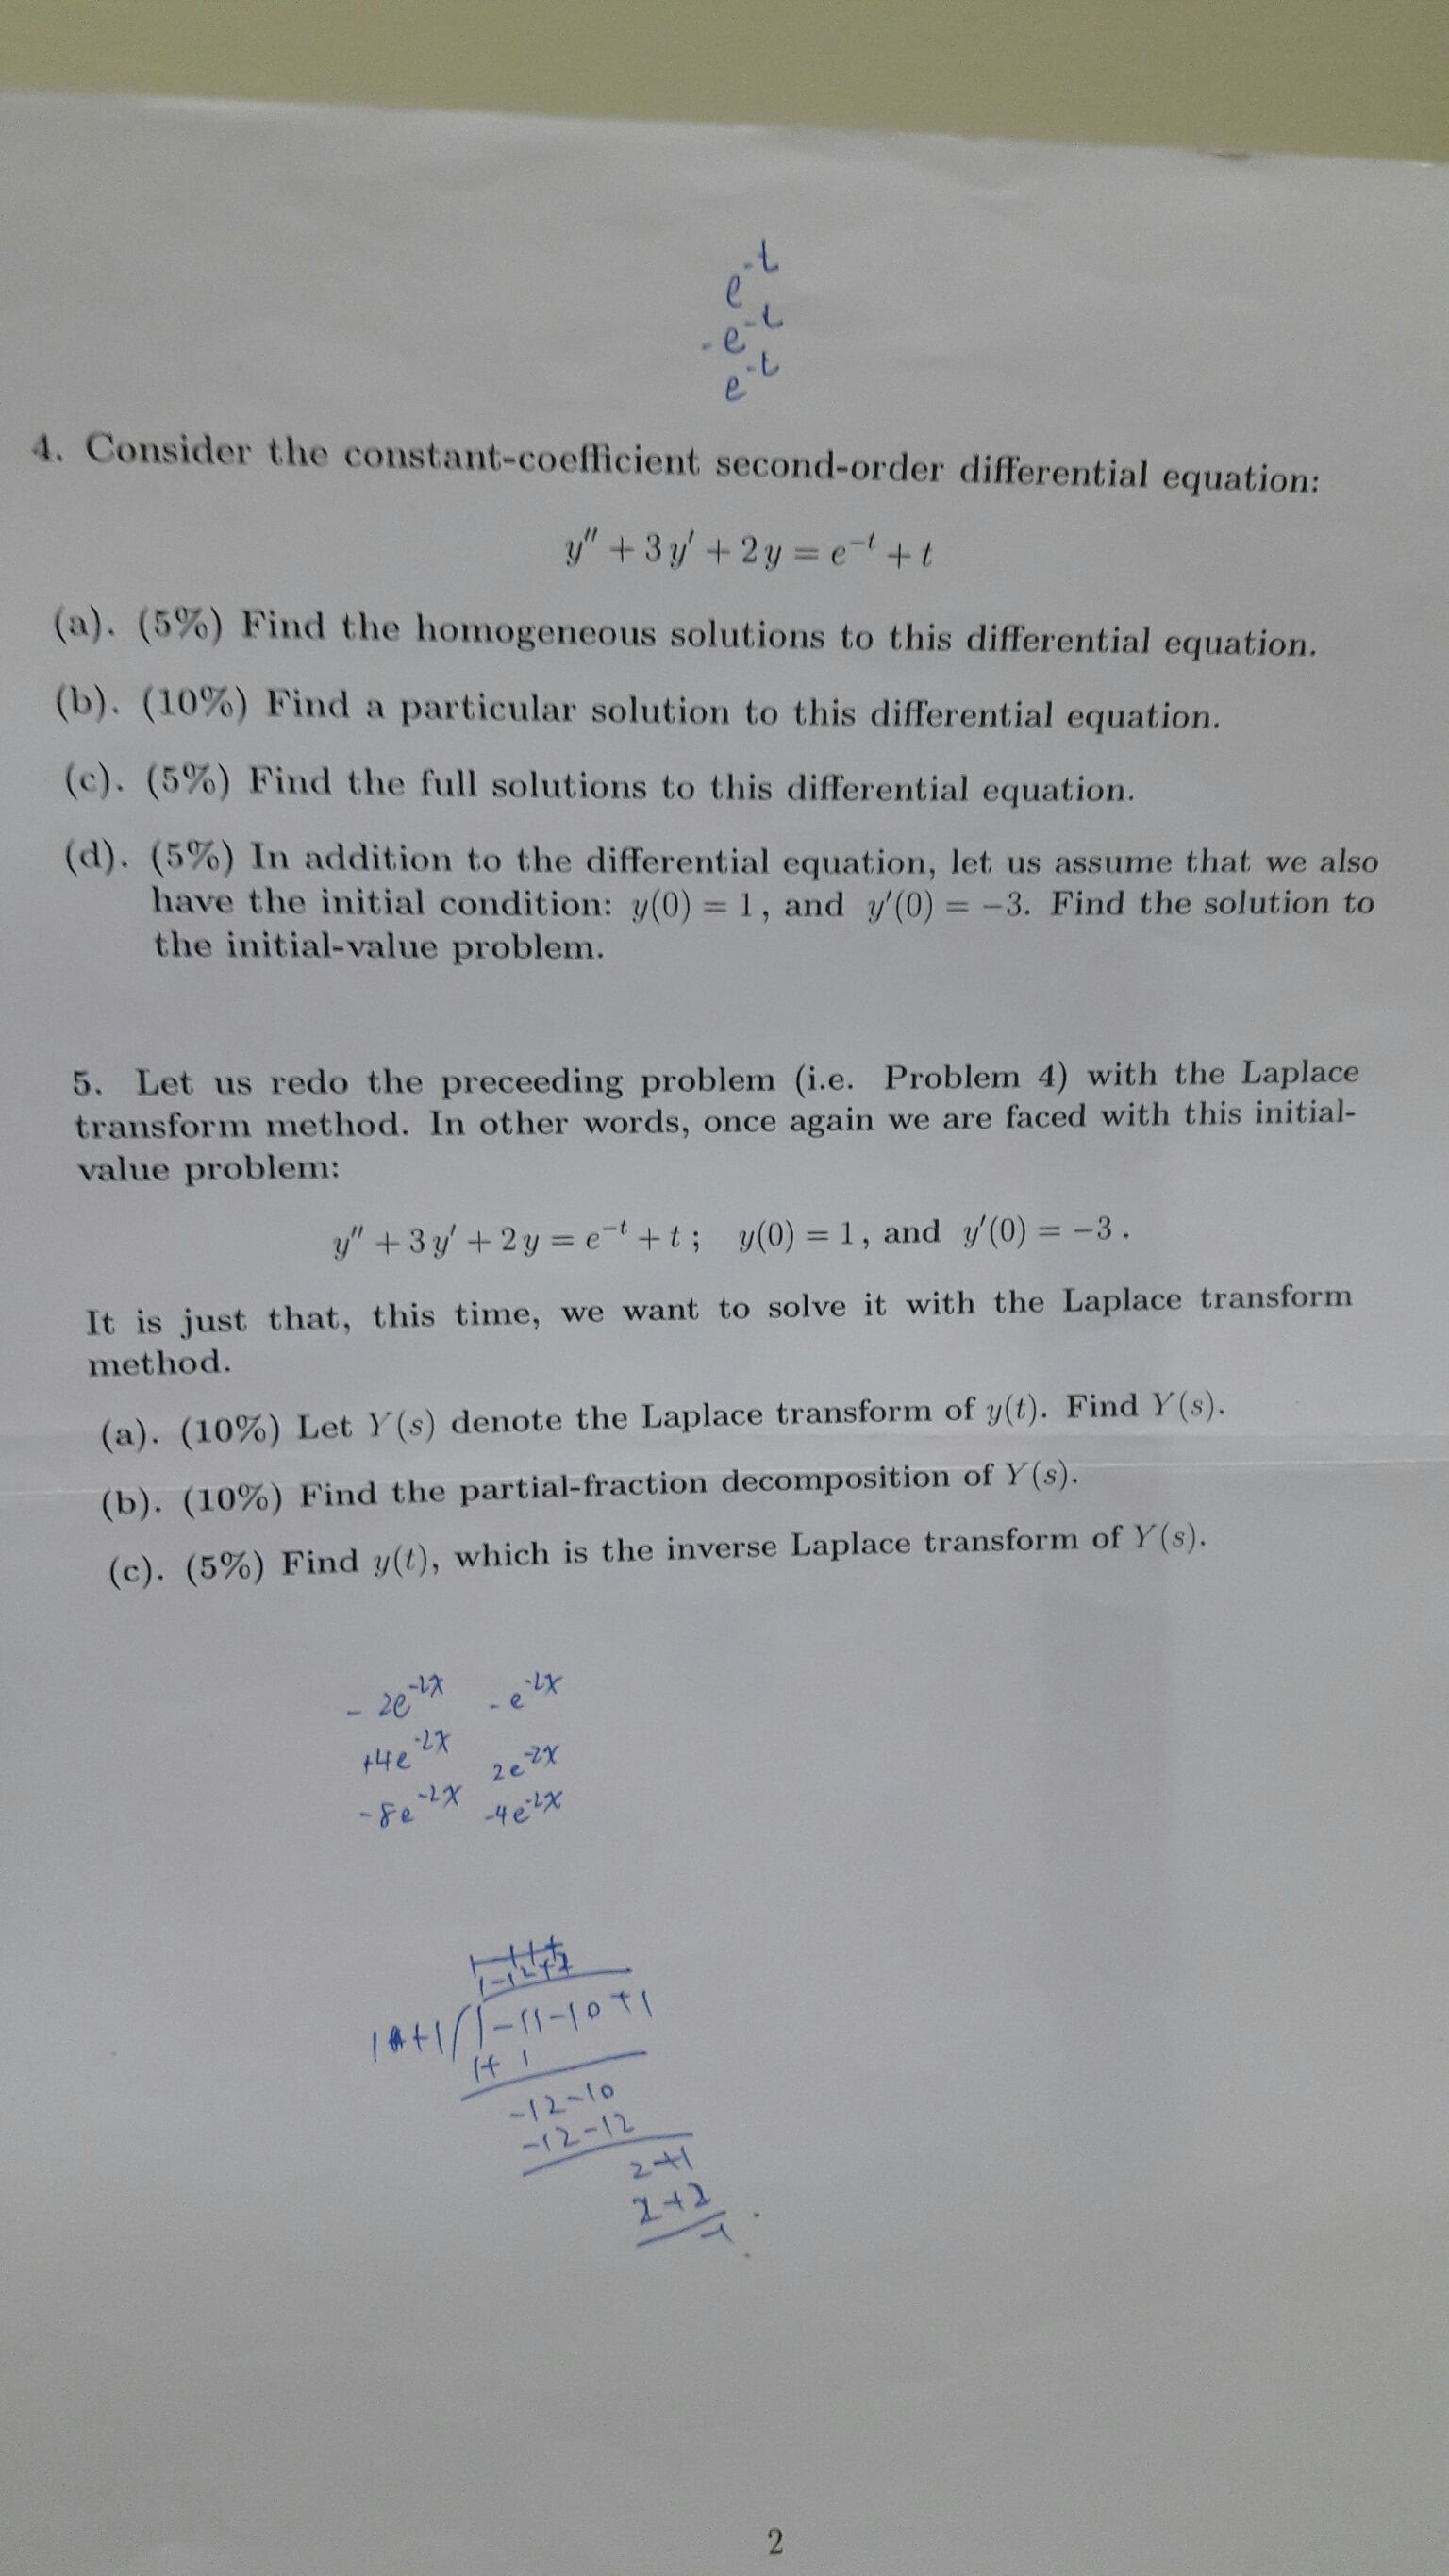 e^-t
-e^-t
e^-t
4. Consider the constant-coefficient second-order differential equation:
y'' + 3 y' + 2 y = e^−t + t
(a). (5%) Find the homogeneous solutions to this differential equation.
(b). (10%) Find a particular solution to this differential equation.
(c). (5%) Find the full solutions to this differential equation.
(d). (5%) In addition to the differential equation, let us assume that we also
have the initial condition: y(0) = 1, and y'(0) = −3. Find the solution to
the initial-value problem.
5. Let us redo the preceeding problem (i.e. Problem 4) with the Laplace
transform method. In other words, once again we are faced with this initial-
value problem:
y'' + 3 y' + 2 y = e^−t + t ; y(0) = 1, and y'(0) = −3 .
It is just that, this time, we want to solve it with the Laplace transform
method.
(a). (10%) Let Y(s) denote the Laplace transform of y(t). Find Y(s).
(b). (10%) Find the partial-fraction decomposition of Y(s).
(c). (5%) Find y(t), which is the inverse Laplace transform of Y(s).
- 2e^-2x - e^-2x
+4e^-2x 2e^-2x
-8e^-2x -4e^-2x
1-12+2
1+1 1-11-10+1
1+1
-12-10
-12-12
2+1
2+2
-1
2